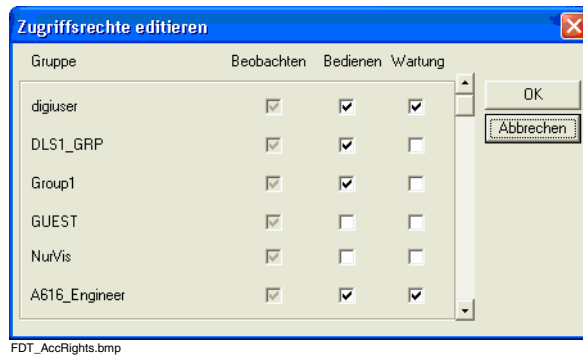 Zugriffsrechte editieren
Gruppe Beobachten Bedienen Wartung
digiuser
DLS1_GRP
Group1
GUEST
NurVis
A616_Engineer
OK
Abbrechen
FDT_AccRights.bmp